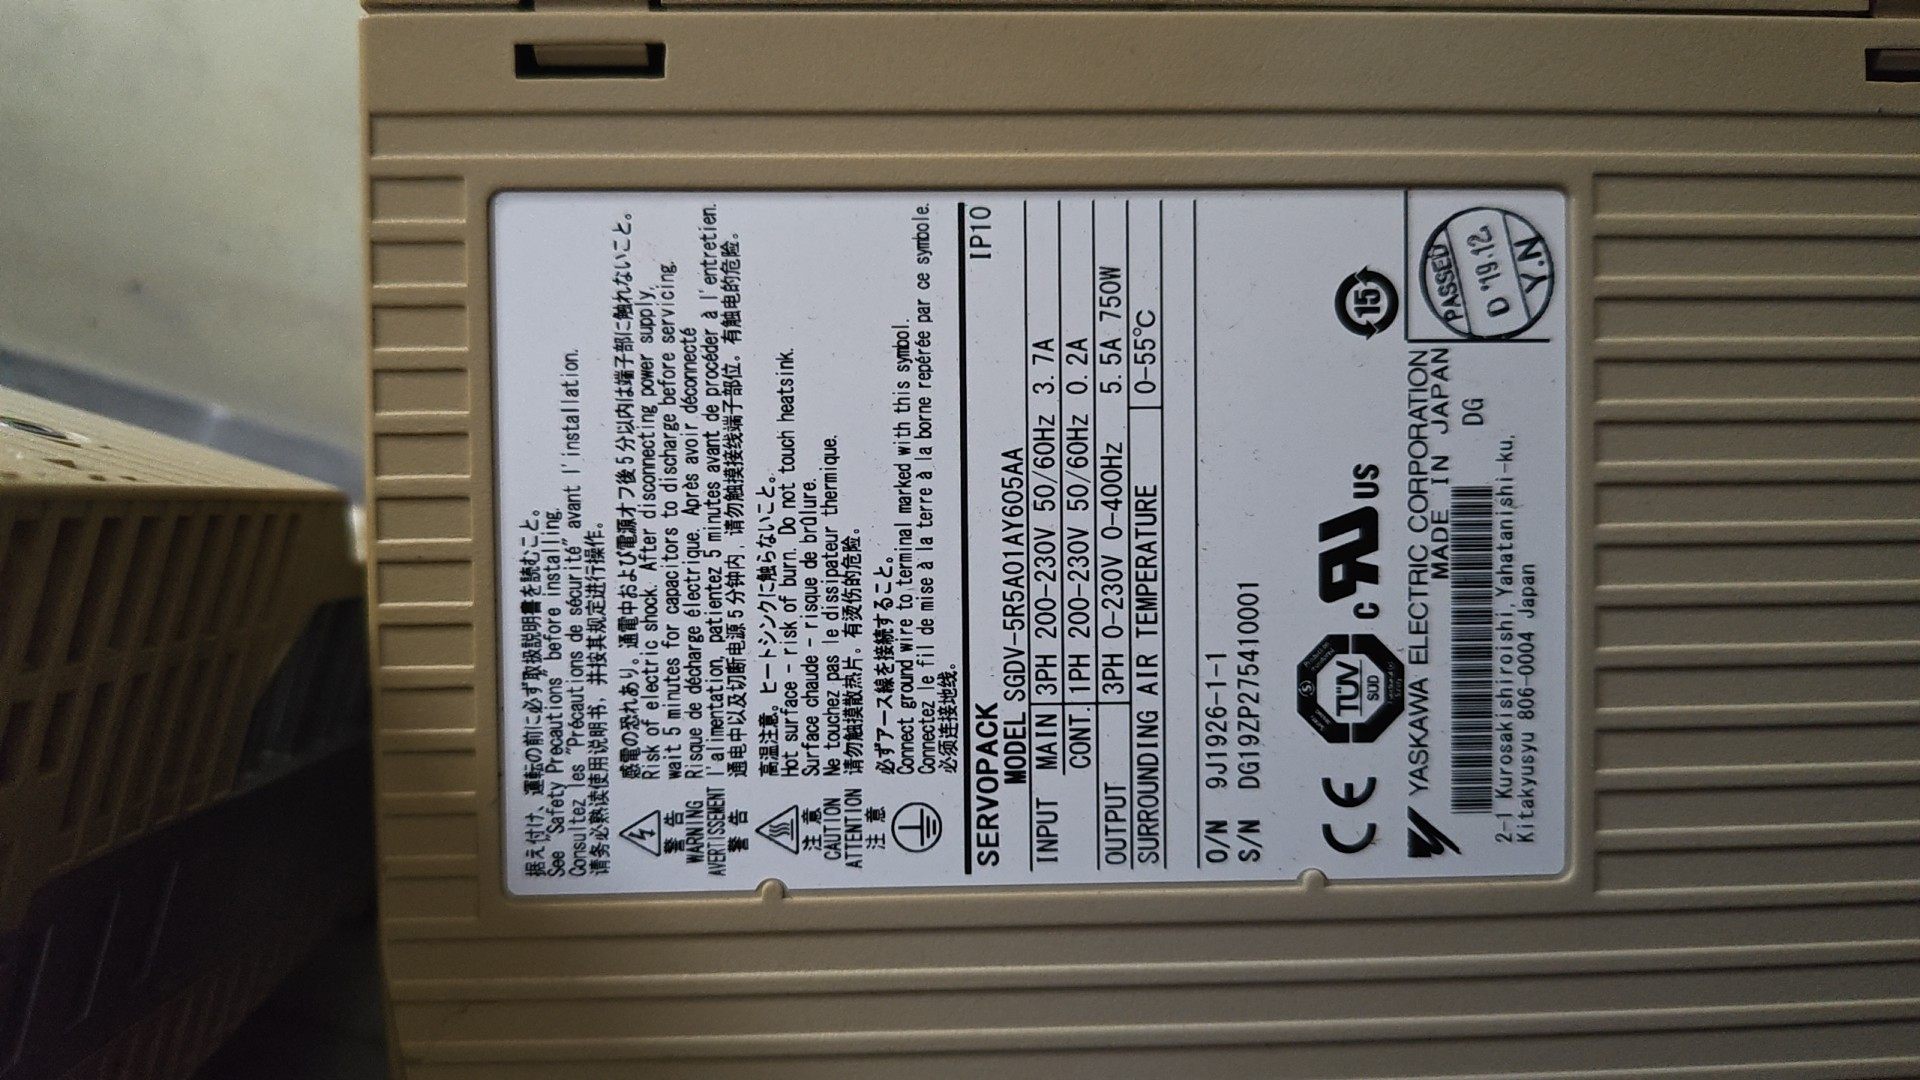 据え付け、運転の前に必ず取扱説明書を読むこと。
See "Safety Precautions" before installing.
Consultez les "Précautions de sécurité" avant l'installation.
请务必熟读使用说明书，并按其规定进行操作。
警告
WARNING
AVERTISSEMENT
警告
感電の恐れあり。通電中および電源オフ後5分以内は端子部に触れないこと。
Risk of electric shock. After disconnecting power supply,
wait 5 minutes for capacitors to discharge before servicing.
Risque de décharge électrique. Après avoir déconnecté
l'alimentation, patientez 5 minutes avant de procéder à l'entretien.
通电中以及切断电源5分钟内，请勿触摸接线端子部位。有触电的危险。
注意
CAUTION
ATTENTION
注意
高温注意。ヒートシンクに触らないこと。
Hot surface - risk of burn. Do not touch heatsink.
Surface chaude - risque de brûlure.
Ne touchez pas le dissipateur thermique.
请勿触摸散热片。有烫伤的危险。
必ずアース線を接続すること。
Connect ground wire to terminal marked with this symbol.
Connectez le fil de mise à la terre à la borne repérée par ce symbole.
必须连接地线。
SERVOPACK IP10
MODEL SGDV-5R5A01AY605AA
INPUT MAIN 3PH 200-230V 50/60Hz 3.7A
CONT. 1PH 200-230V 50/60Hz 0.2A
OUTPUT 3PH 0-230V 0-400Hz 5.5A 750W
SURROUNDING AIR TEMPERATURE 0-55℃
O/N 9J1926-1-1
S/N DG19ZP275410001
CE TÜV SÜD c RU US 15
YASKAWA ELECTRIC CORPORATION
MADE IN JAPAN
DG
2-1 Kurosakishiroishi, Yahatanishi-ku,
Kitakyusyu 806-0004 Japan
PASSED
D '19.12
Y.N